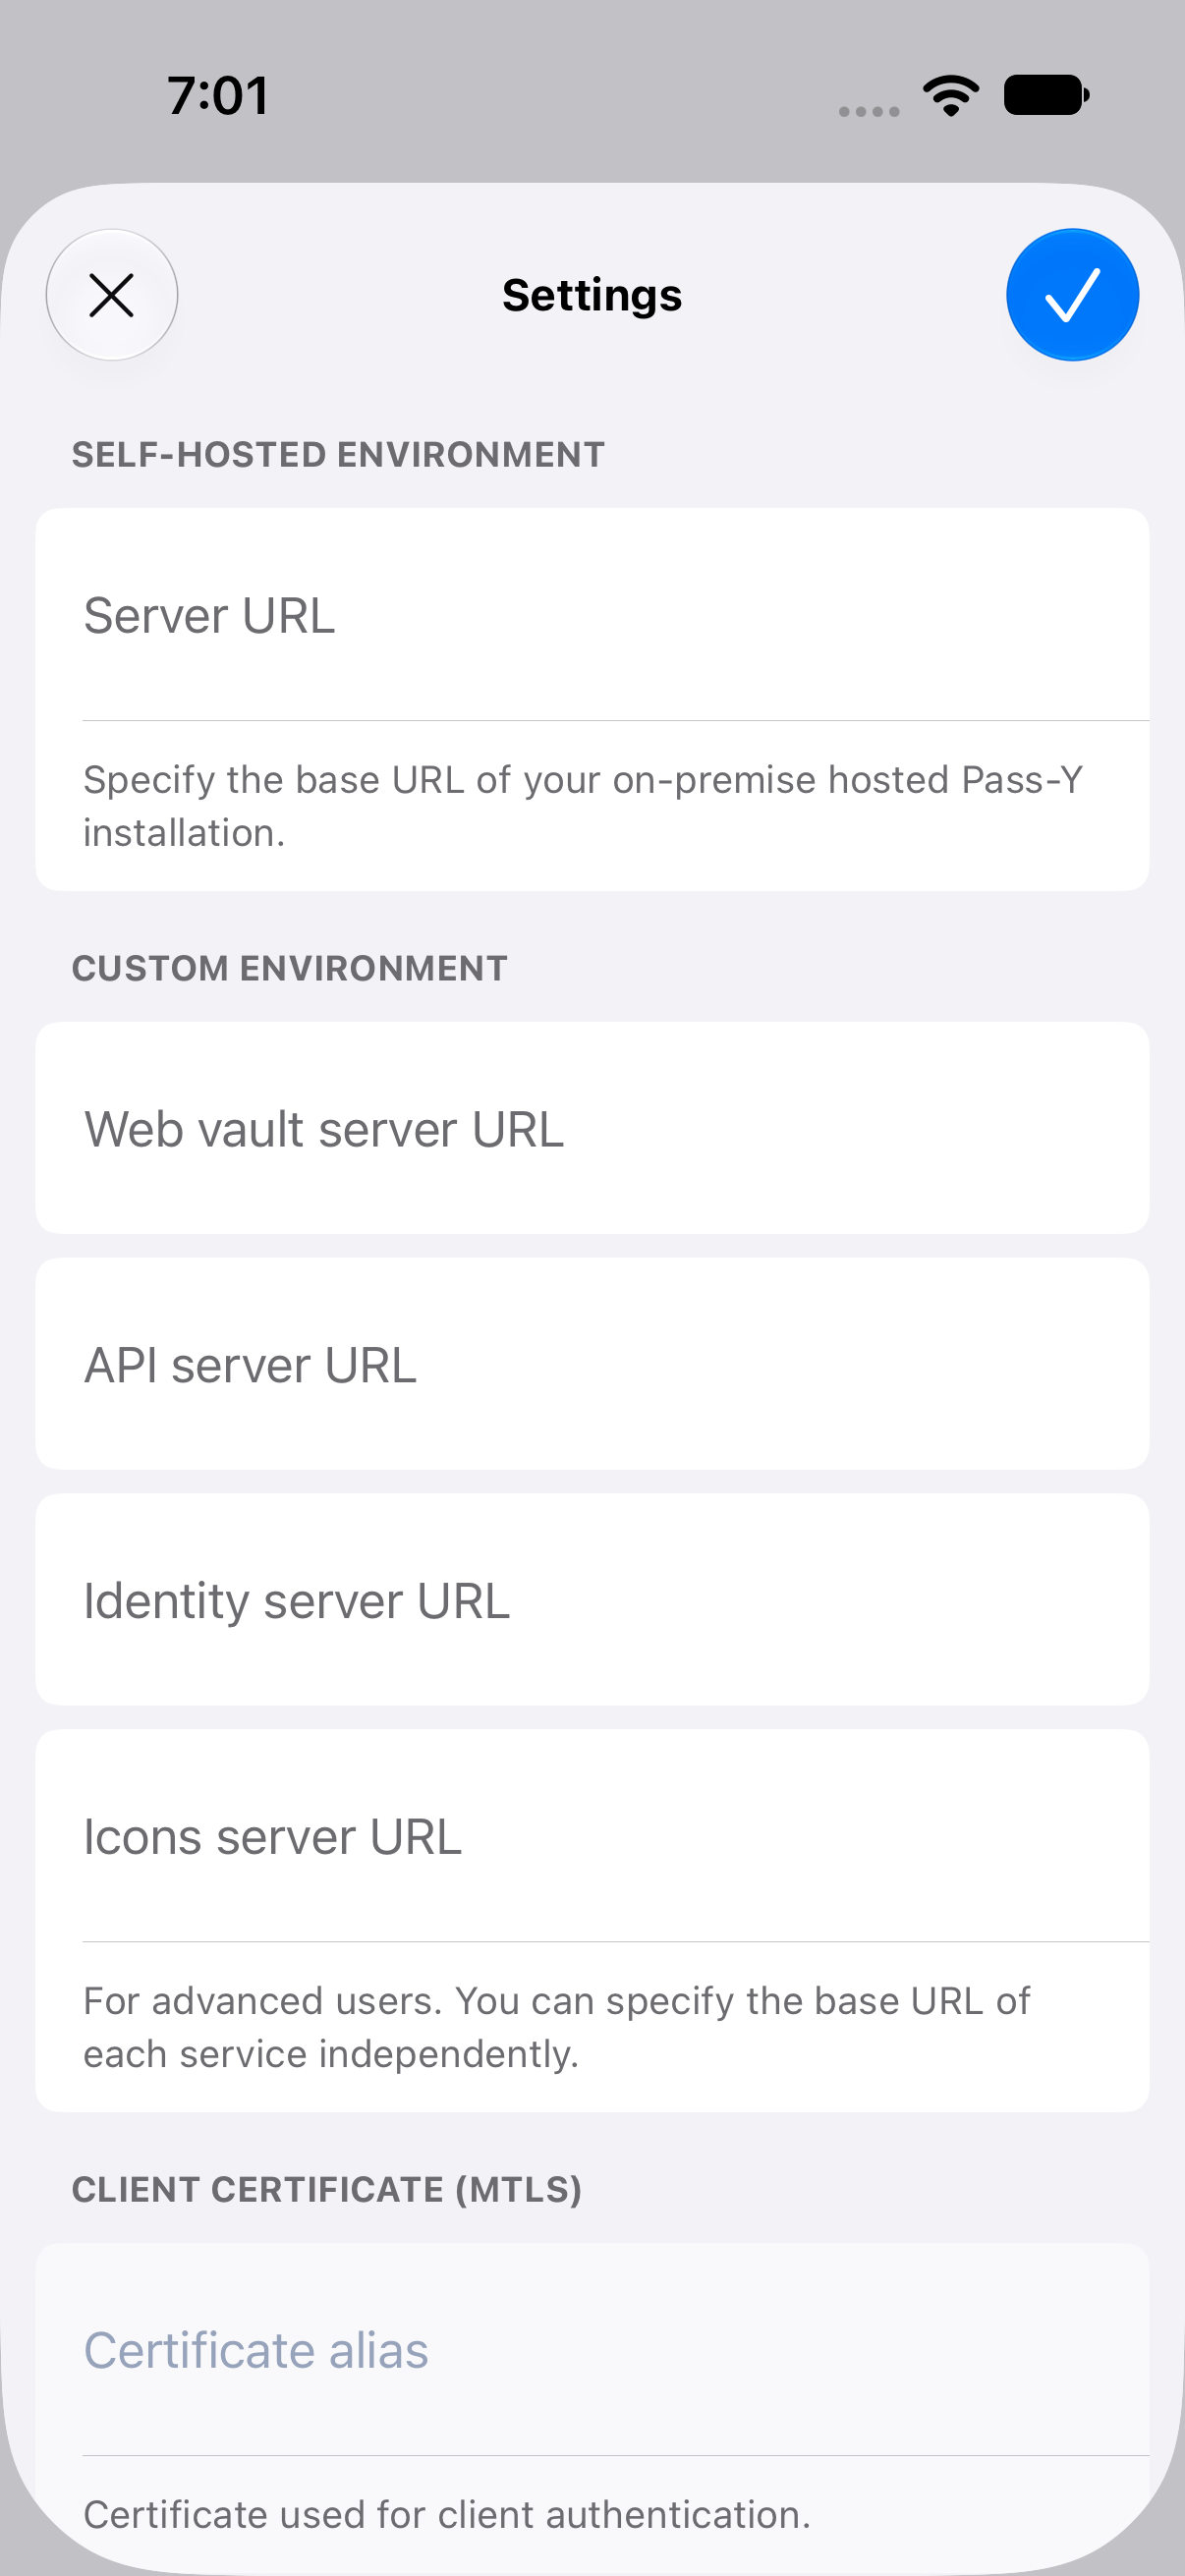 7:01
Settings
SELF-HOSTED ENVIRONMENT
Server URL
Specify the base URL of your on-premise hosted Pass-Y
installation.
CUSTOM ENVIRONMENT
Web vault server URL
API server URL
Identity server URL
Icons server URL
For advanced users. You can specify the base URL of
each service independently.
CLIENT CERTIFICATE (MTLS)
Certificate alias
Certificate used for client authentication.